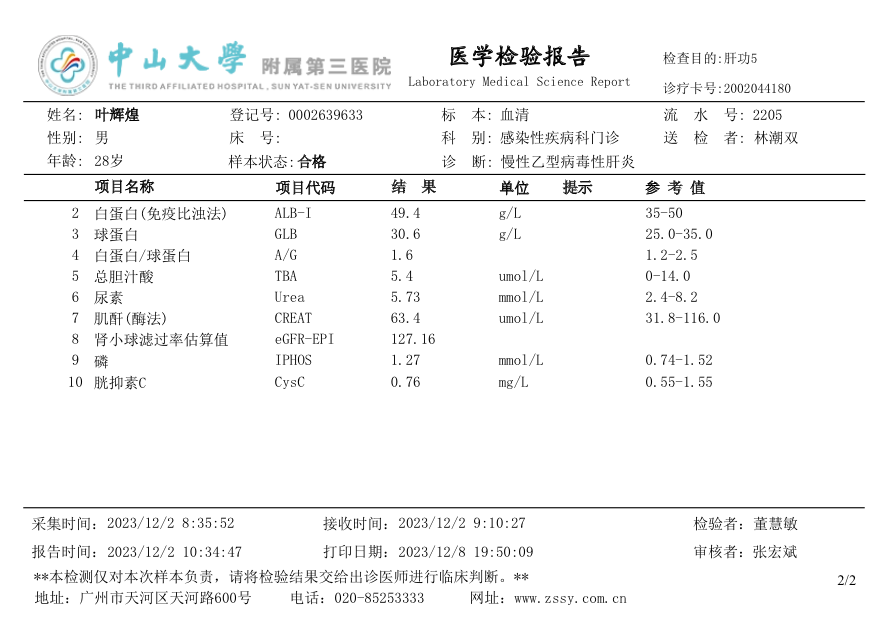 中山大学 附属第三医院
THE THIRD AFFILIATED HOSPITAL, SUN YAT-SEN UNIVERSITY
医学检验报告
Laboratory Medical Science Report
检查目的:肝功5
诊疗卡号:2002044180
姓名: 叶辉煌 登记号: 0002639633 标 本: 血清 流 水 号: 2205
性别: 男 床 号: 科 别: 感染性疾病科门诊 送 检 者: 林潮双
年龄: 28岁 样本状态: 合格 诊 断: 慢性乙型病毒性肝炎
项目名称 项目代码 结 果 单位 提示 参 考 值
2 白蛋白(免疫比浊法) ALB-I 49.4 g/L 35-50
3 球蛋白 GLB 30.6 g/L 25.0-35.0
4 白蛋白/球蛋白 A/G 1.6 1.2-2.5
5 总胆汁酸 TBA 5.4 umol/L 0-14.0
6 尿素 Urea 5.73 mmol/L 2.4-8.2
7 肌酐(酶法) CREAT 63.4 umol/L 31.8-116.0
8 肾小球滤过率估算值 eGFR-EPI 127.16
9 磷 IPHOS 1.27 mmol/L 0.74-1.52
10 胱抑素C CysC 0.76 mg/L 0.55-1.55
采集时间: 2023/12/2 8:35:52 接收时间: 2023/12/2 9:10:27 检验者: 董慧敏
报告时间: 2023/12/2 10:34:47 打印日期: 2023/12/8 19:50:09 审核者: 张宏斌
**本检测仅对本次样本负责，请将检验结果交给出诊医师进行临床判断。**
2/2
地址: 广州市天河区天河路600号 电话: 020-85253333 网址: www.zssy.com.cn